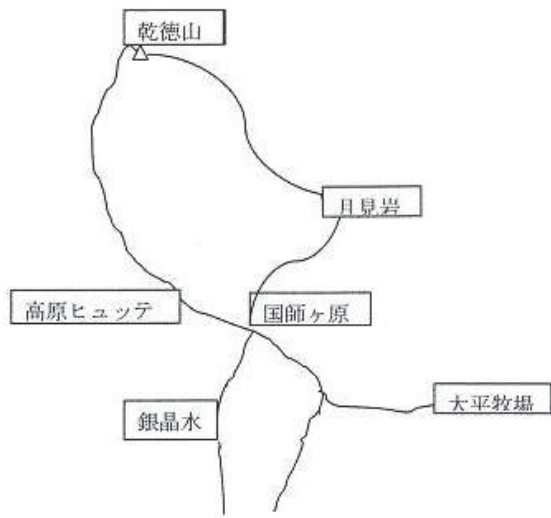 乾徳山
月見岩
高原ヒュッテ
国師ヶ原
大平牧場
銀晶水